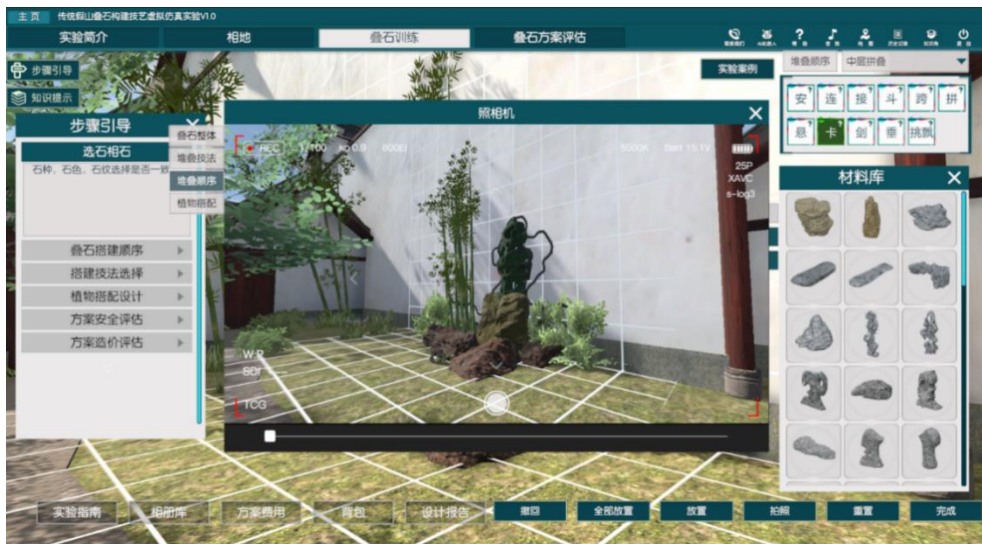 主 页 传统假山叠石构建技艺虚拟仿真实验V1.0
实验简介 相地 叠石训练 叠石方案评估
步骤引导
知识提示
实验案例
堆叠顺序 中层拼叠
安 连 接 斗 跨 拼
悬 卡 剑 垂 挑飘
步骤引导
选石相石
石种、石色、石纹选择是否一致
叠石整体
堆叠技法
堆叠顺序
植物搭配
叠石搭建顺序
搭建技法选择
植物搭配设计
方案安全评估
方案造价评估
照相机
REC 1/100 800EI 5500K Batt 15.1V
25P
XAVC
s-log3
TCG
材料库
实验指南 相册库 方案费用 背包 设计报告 撤回 全部放置 放置 拍照 重置 完成